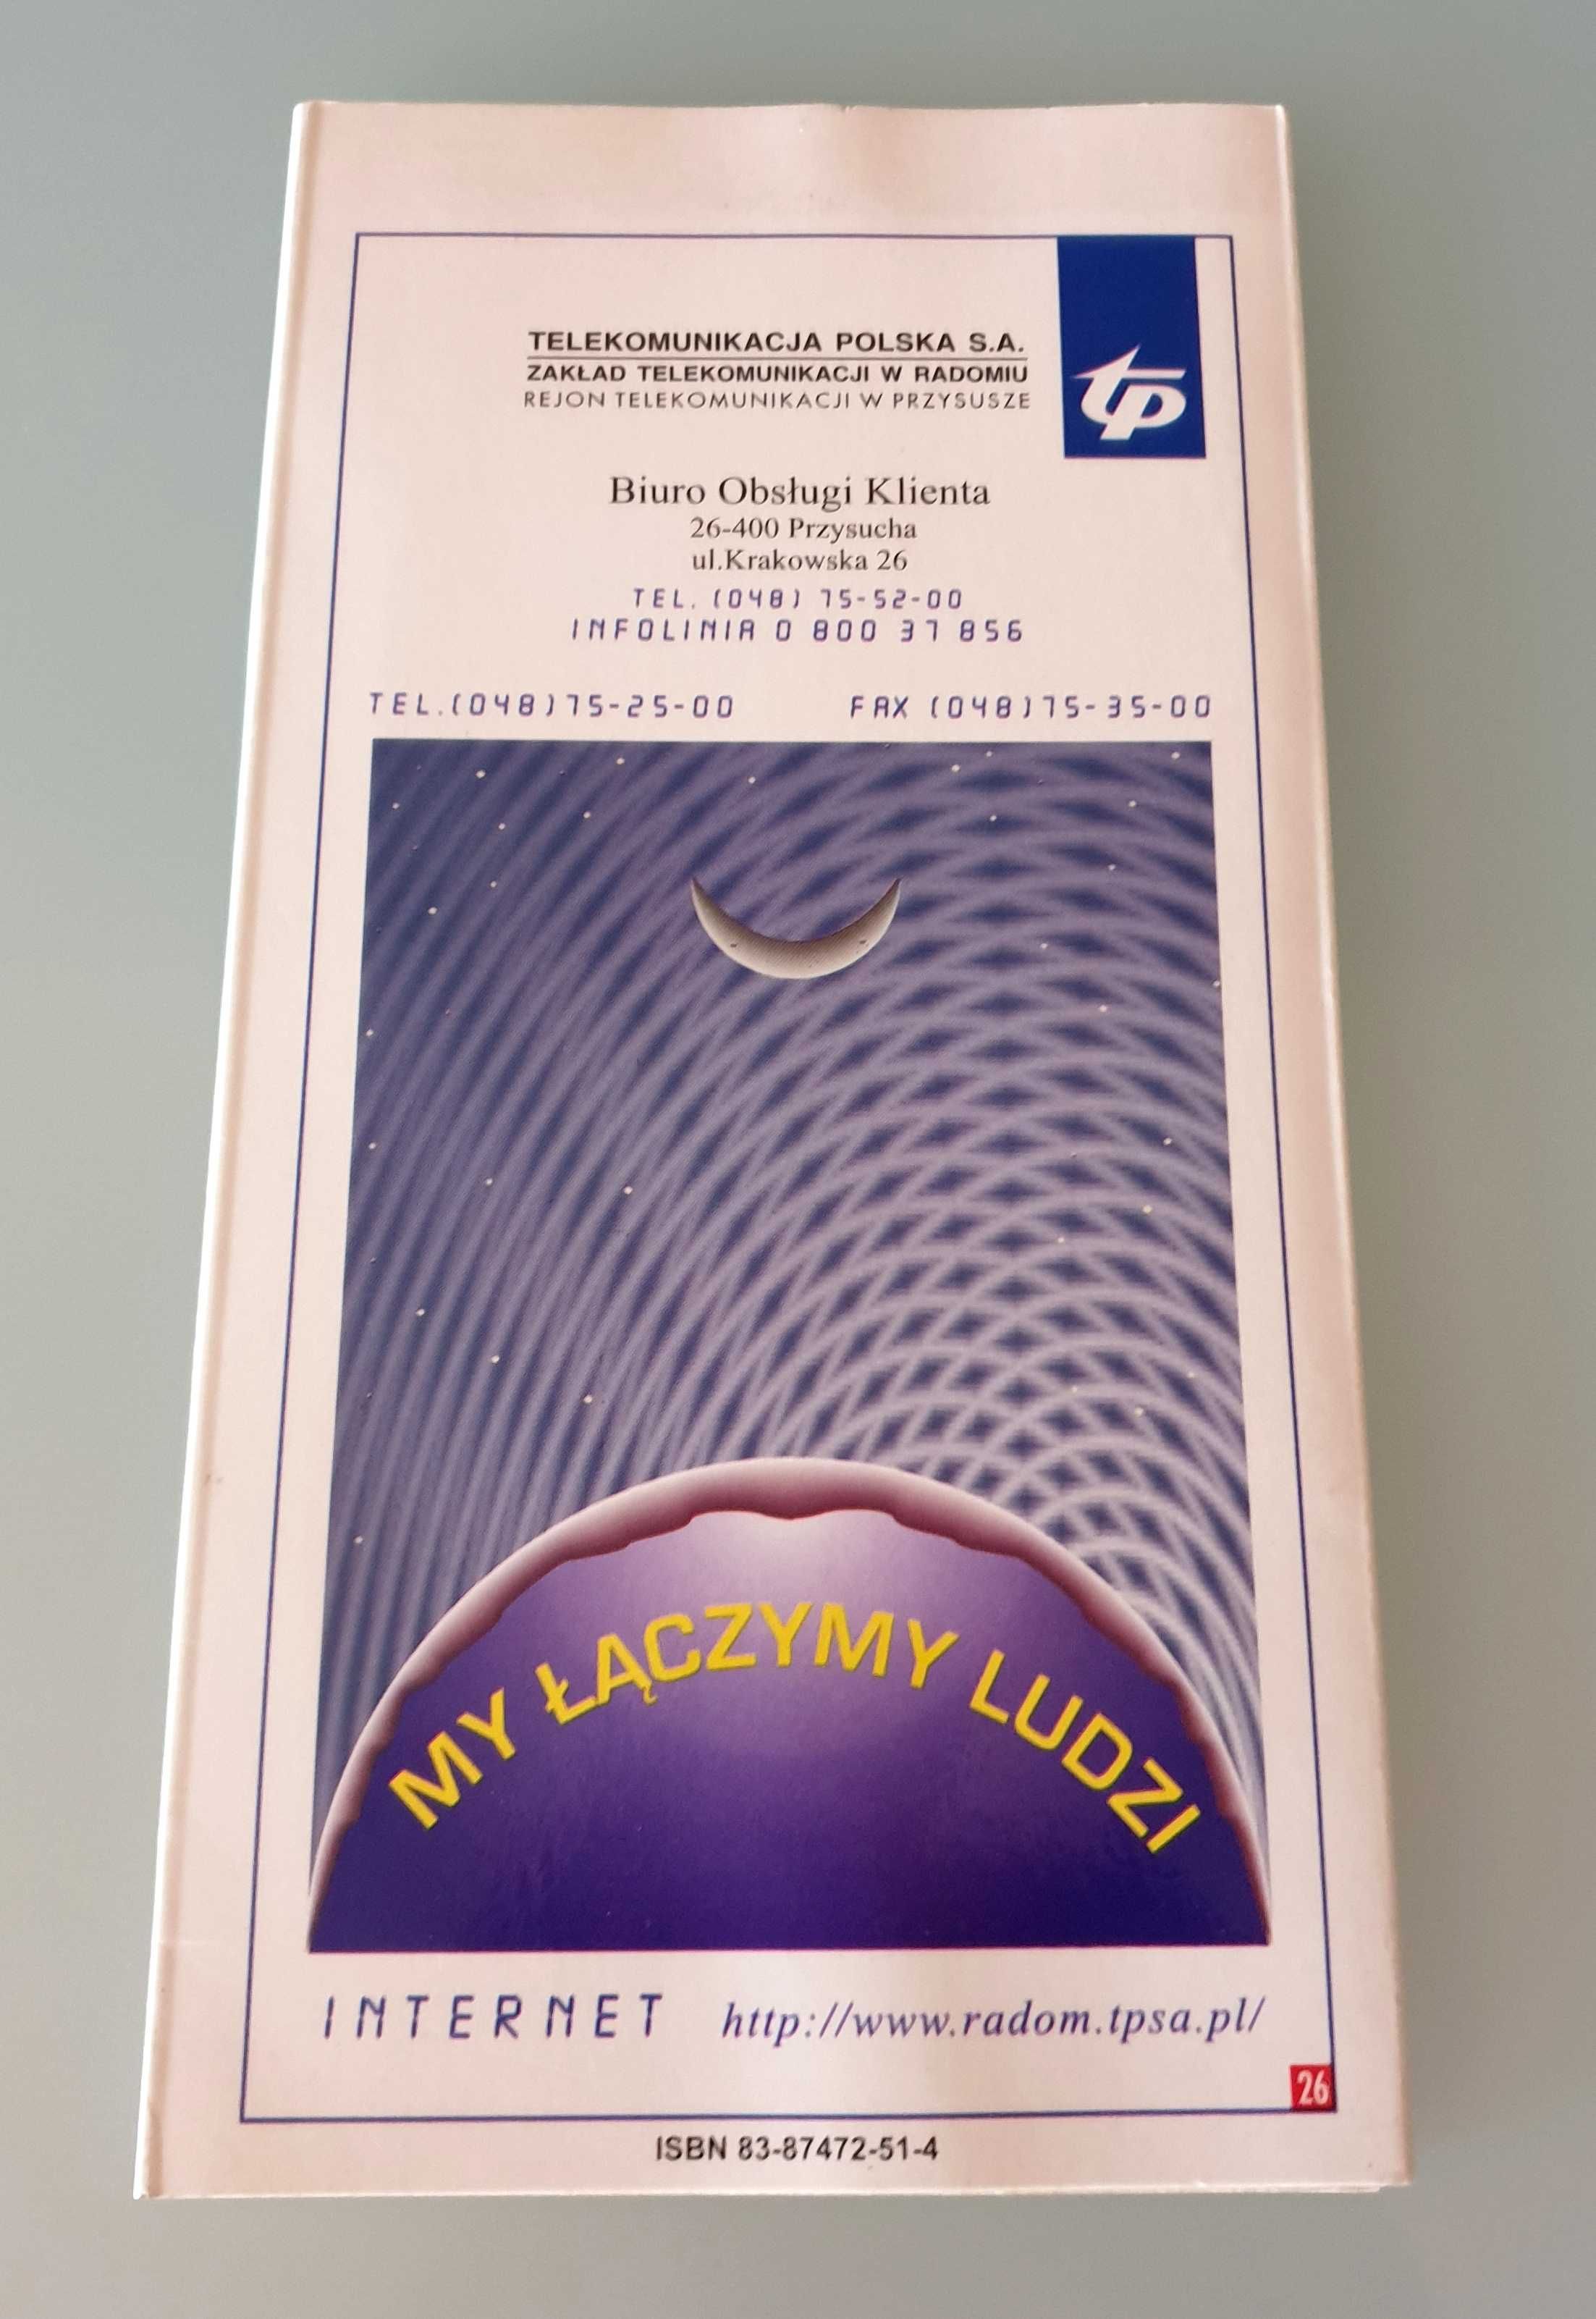 TELEKOMUNIKACJA POLSKA S.A.
ZAKŁAD TELEKOMUNIKACJI W RADOMIU
REJON TELEKOMUNIKACJI W PRZYSUSZE
tp
Biuro Obsługi Klienta
26-400 Przysucha
ul.Krakowska 26
TEL. (048) 75-52-00
INFOLINIA 0 800 37 856
TEL.(048)75-25-00 FAX (048)75-35-00
MY ŁĄCZYMY LUDZI
INTERNET http://www.radom.tpsa.pl/
26
ISBN 83-87472-51-4